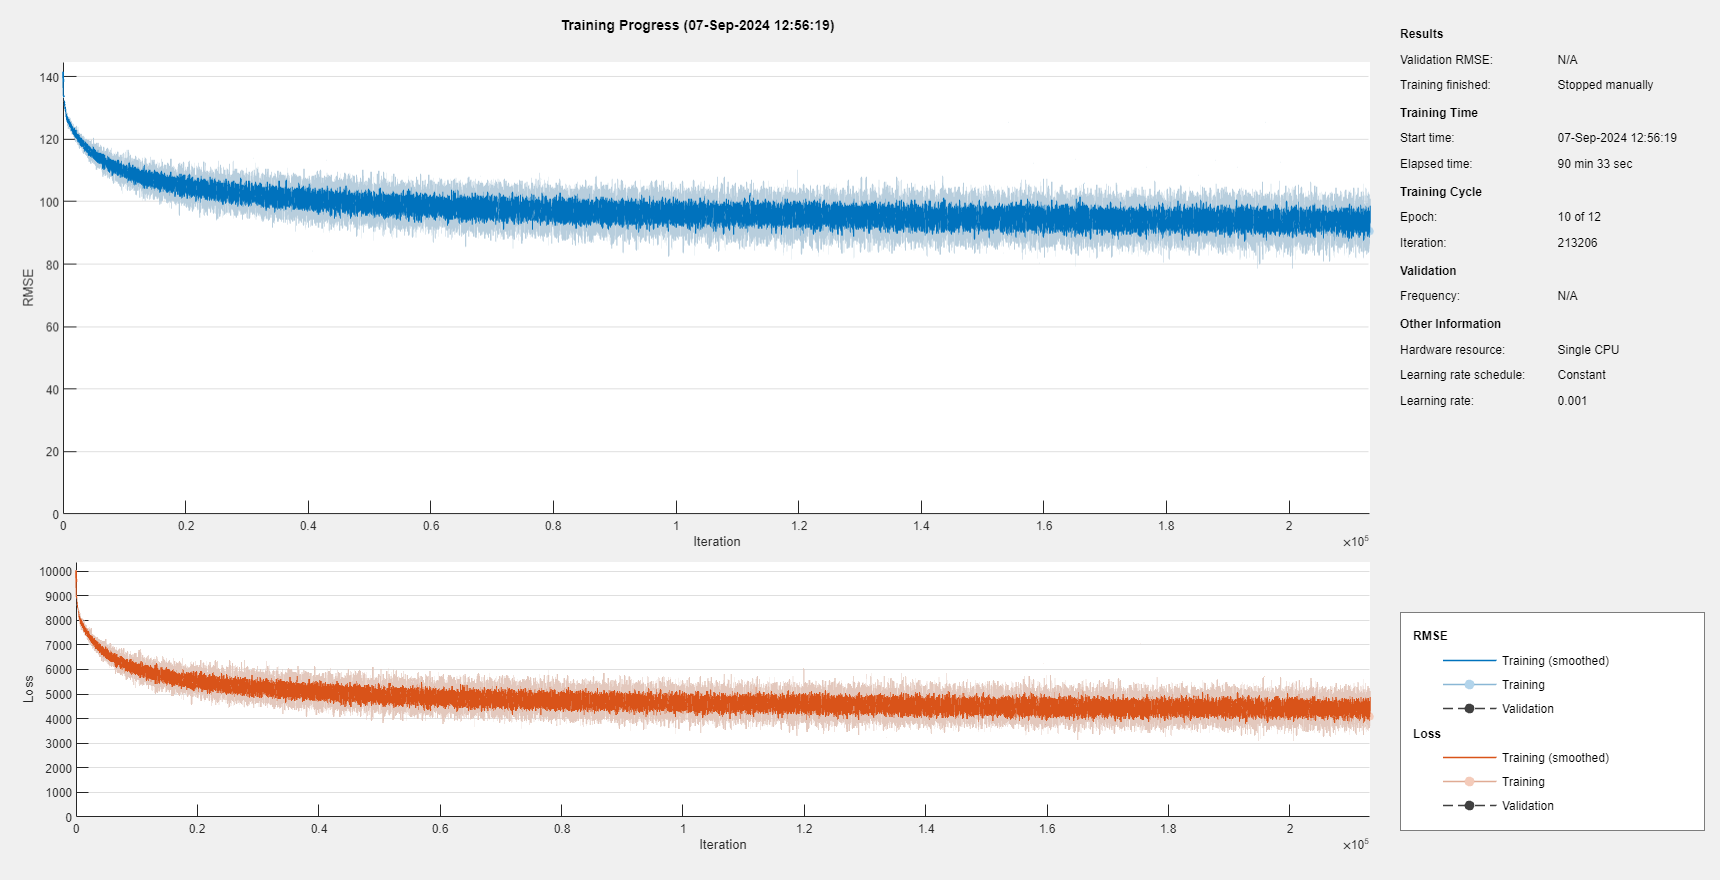 Training Progress (07-Sep-2024 12:56:19)
140
120
100
80
60
40
20
0
RMSE
0 0.2 0.4 0.6 0.8 1 1.2 1.4 1.6 1.8 2
Iteration
×10⁵
10000
9000
8000
7000
6000
5000
4000
3000
2000
1000
0
Loss
0 0.2 0.4 0.6 0.8 1 1.2 1.4 1.6 1.8 2
Iteration
×10⁵
Results
Validation RMSE: N/A
Training finished: Stopped manually
Training Time
Start time: 07-Sep-2024 12:56:19
Elapsed time: 90 min 33 sec
Training Cycle
Epoch: 10 of 12
Iteration: 213206
Validation
Frequency: N/A
Other Information
Hardware resource: Single CPU
Learning rate schedule: Constant
Learning rate: 0.001
RMSE
Training (smoothed)
Training
Validation
Loss
Training (smoothed)
Training
Validation